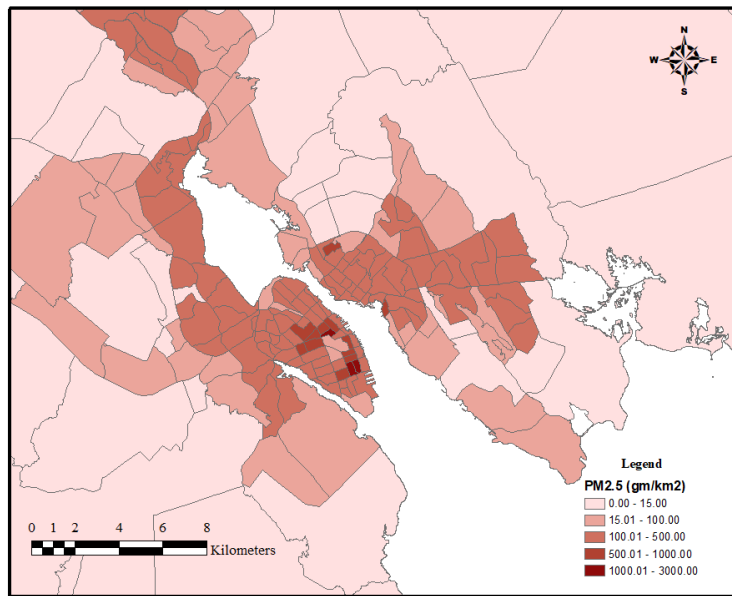 N
W E
S
Legend
PM2.5 (gm/km2)
0.00 - 15.00
15.01 - 100.00
100.01 - 500.00
500.01 - 1000.00
1000.01 - 3000.00
0 1 2 4 6 8
Kilometers